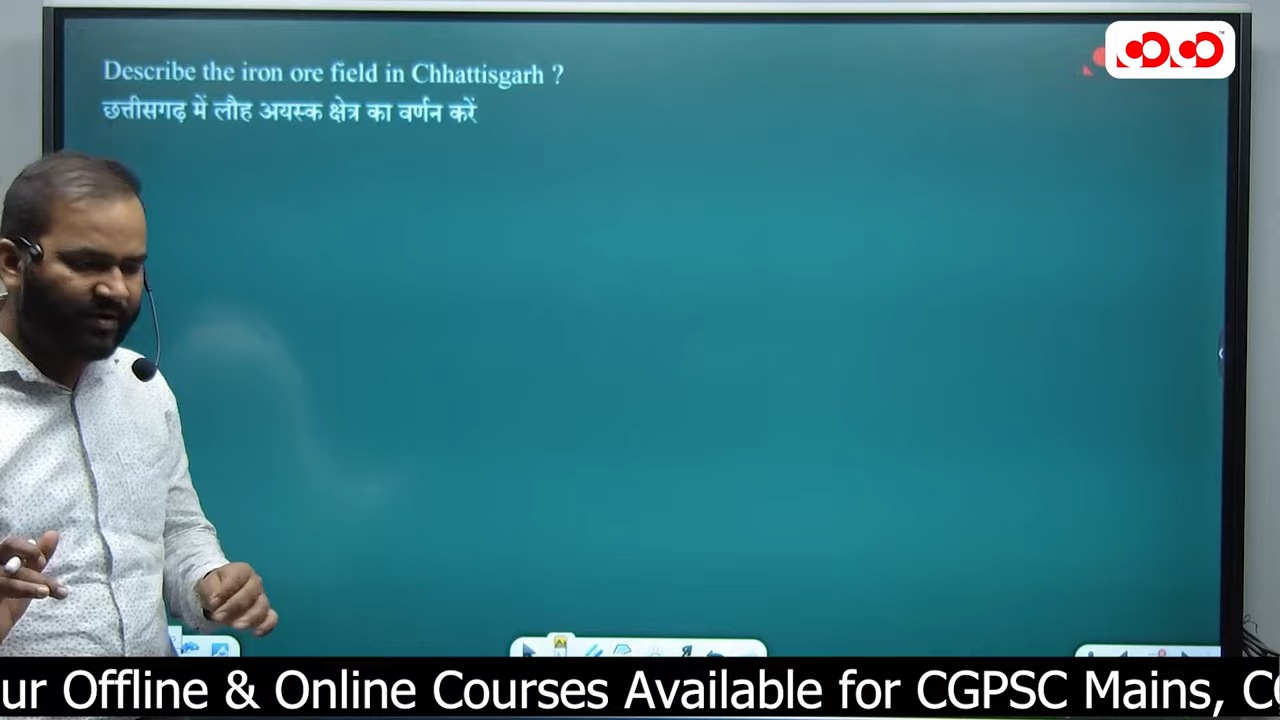 Describe the iron ore field in Chhattisgarh ?
छत्तीसगढ़ में लौह अयस्क क्षेत्र का वर्णन करें
ur Offline & Online Courses Available for CGPSC Mains, CG